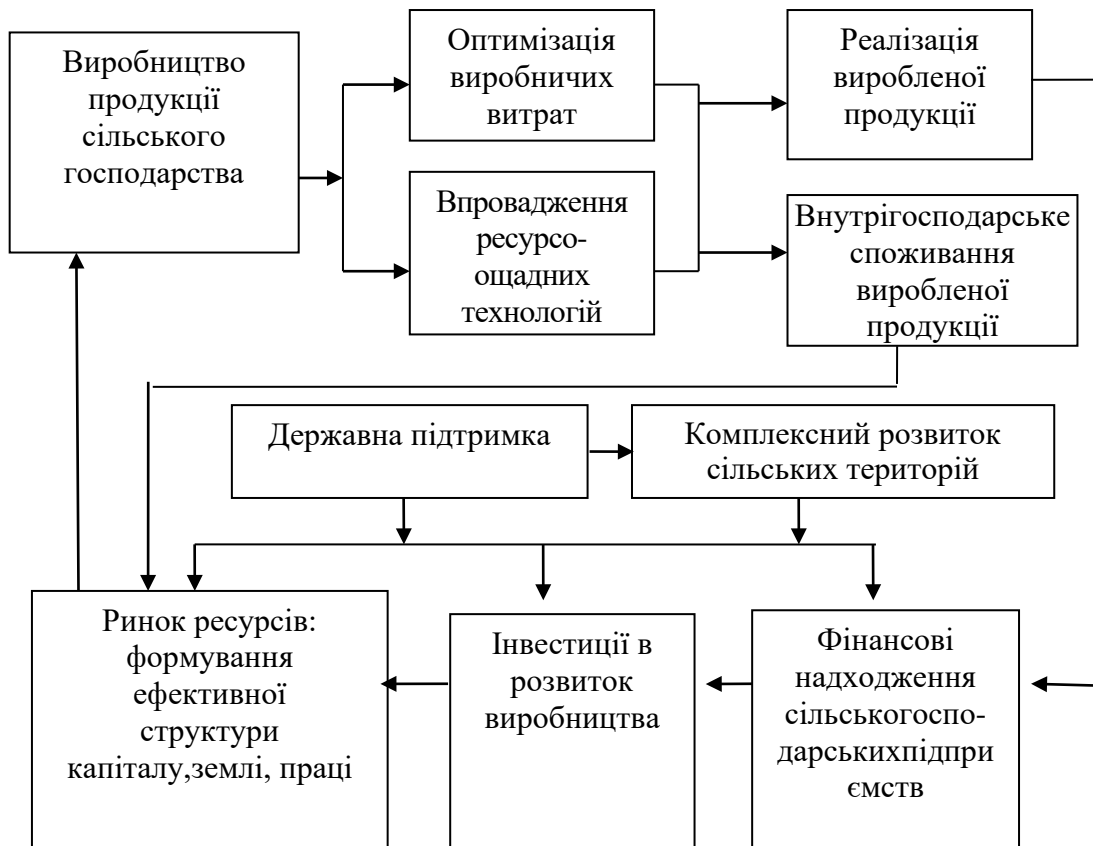 Виробництво
продукції
сільського
господарства
Оптимізація
виробничих
витрат
Реалізація
виробленої
продукції
Впровадження
ресурсо-
ощадних
технологій
Внутрігосподарське
споживання
виробленої
продукції
Державна підтримка
Комплексний розвиток
сільських територій
Ринок ресурсів:
формування
ефективної
структури
капіталу,землі, праці
Інвестиції в
розвиток
виробництва
Фінансові
надходження
сільськогоспо-
дарськихпідпри
ємств